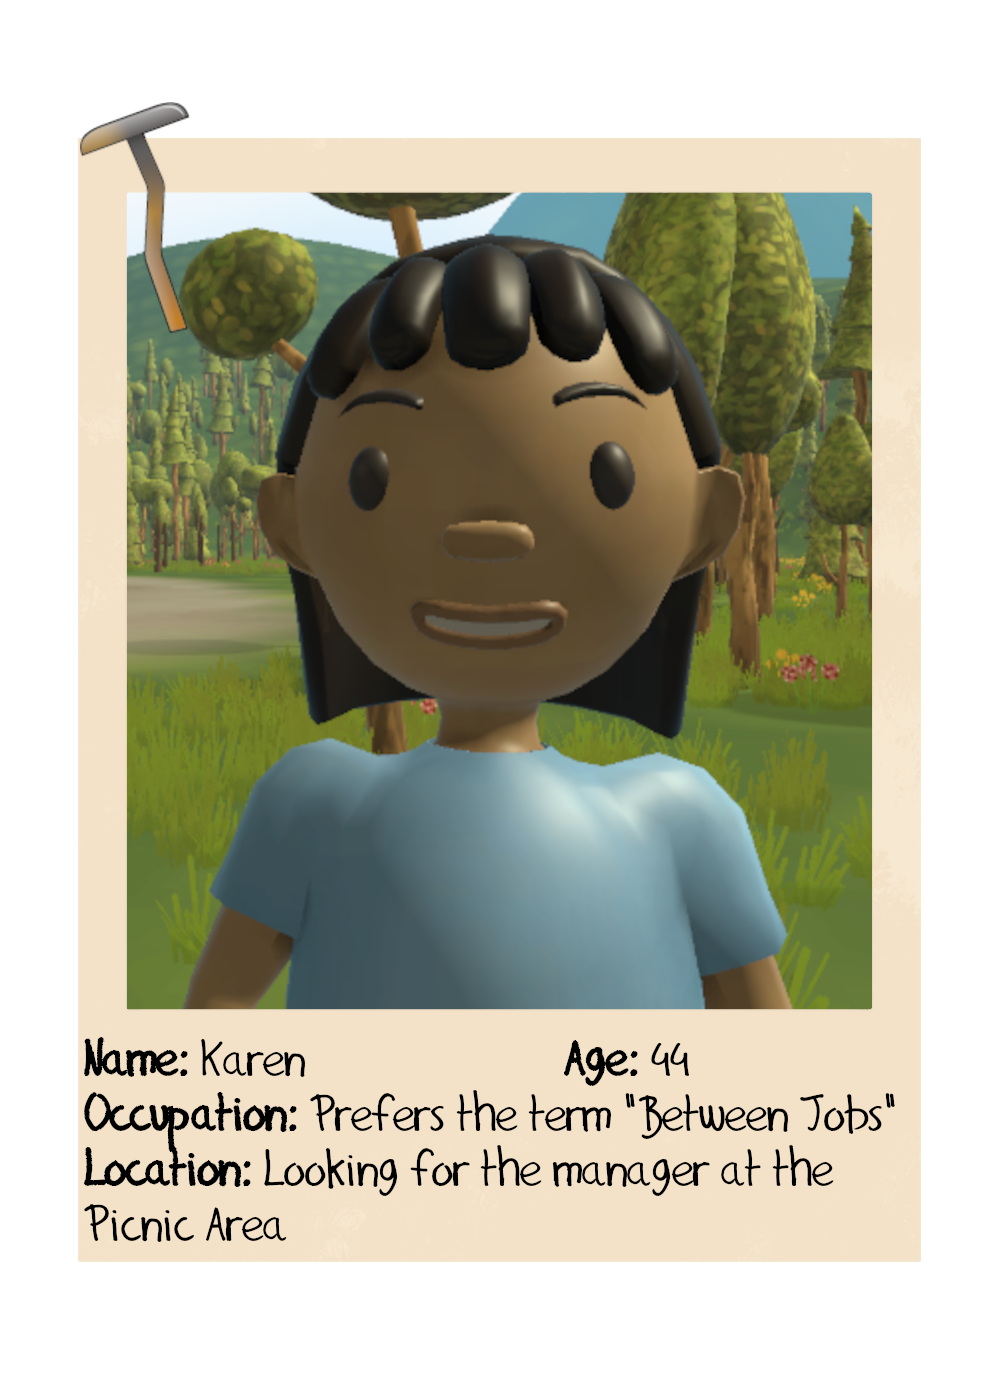 Name: Karen Age: 44
Occupation: Prefers the term "Between Jobs"
Location: Looking for the manager at the
Picnic Area